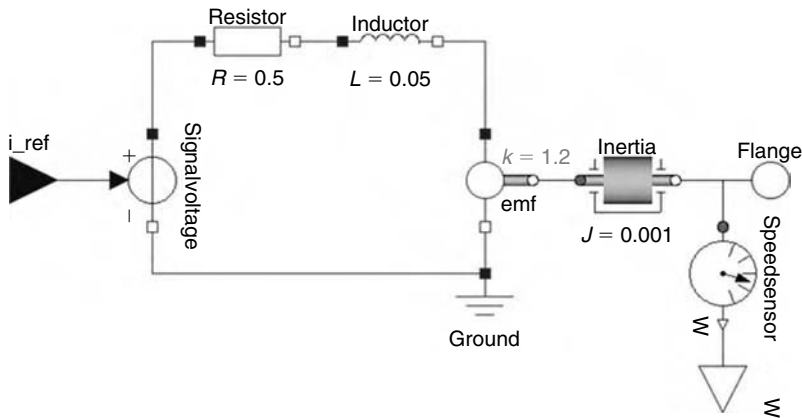 Resistor
Inductor
R = 0.5
L = 0.05
i_ref
+
−
Signalvoltage
k = 1.2
emf
Inertia
J = 0.001
Flange
Speedsensor
W
W
Ground